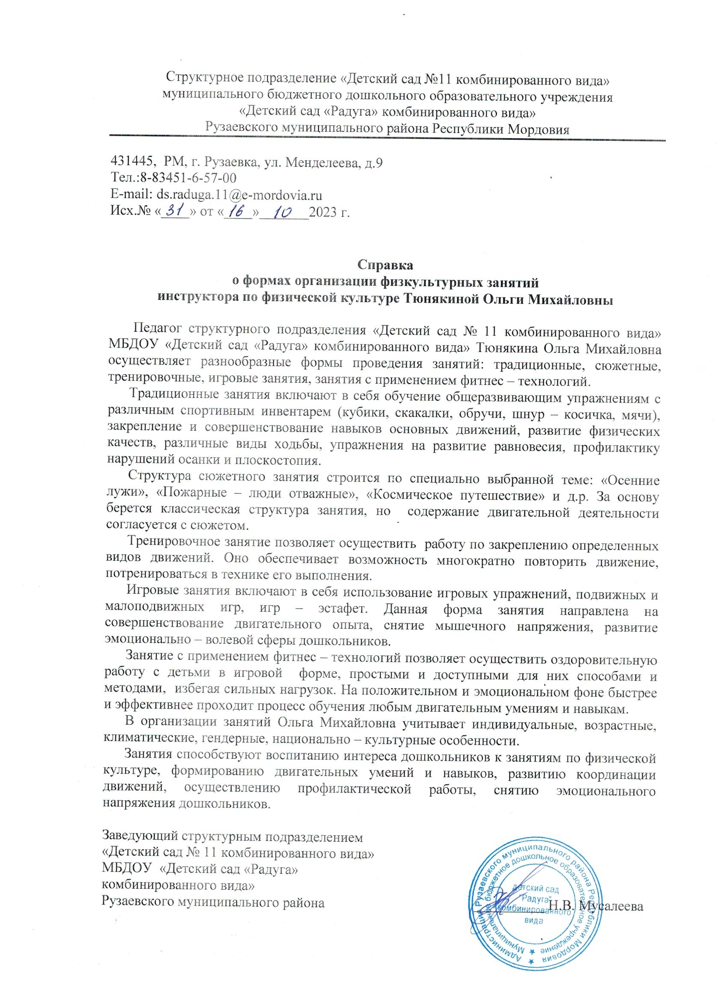 Структурное подразделение «Детский сад №11 комбинированного вида»
муниципального бюджетного дошкольного образовательного учреждения
«Детский сад «Радуга» комбинированного вида»
Рузаевского муниципального района Республики Мордовия
431445,  РМ, г. Рузаевка, ул. Менделеева, д.9
Тел.:8-83451-6-57-00
E-mail: ds.raduga.11@e-mordovia.ru
Исх.№ «31» от «16» 10 2023 г.
Справка
о формах организации физкультурных занятий
инструктора по физической культуре Тюнякиной Ольги Михайловны
Педагог структурного подразделения «Детский сад № 11 комбинированного вида»
МБДОУ «Детский сад «Радуга» комбинированного вида» Тюнякина Ольга Михайловна
осуществляет разнообразные формы проведения занятий: традиционные, сюжетные,
тренировочные, игровые занятия, занятия с применением фитнес – технологий.
Традиционные занятия включают в себя обучение общеразвивающим упражнениям с
различным спортивным инвентарем (кубики, скакалки, обручи, шнур – косичка, мячи),
закрепление и совершенствование навыков основных движений, развитие физических
качеств, различные виды ходьбы, упражнения на развитие равновесия, профилактику
нарушений осанки и плоскостопия.
Структура сюжетного занятия строится по специально выбранной теме: «Осенние
лужи», «Пожарные – люди отважные», «Космическое путешествие» и д.р. За основу
берется классическая структура занятия, но  содержание двигательной деятельности
согласуется с сюжетом.
Тренировочное занятие позволяет осуществить  работу по закреплению определенных
видов движений. Оно обеспечивает возможность многократно повторить движение,
потренироваться в технике его выполнения.
Игровые занятия включают в себя использование игровых упражнений, подвижных и
малоподвижных игр, игр – эстафет. Данная форма занятия направлена на
совершенствование двигательного опыта, снятие мышечного напряжения, развитие
эмоционально – волевой сферы дошкольников.
Занятие с применением фитнес – технологий позволяет осуществить оздоровительную
работу с детьми в игровой  форме, простыми и доступными для них способами и
методами,  избегая сильных нагрузок. На положительном и эмоциональном фоне быстрее
и эффективнее проходит процесс обучения любым двигательным умениям и навыкам.
В организации занятий Ольга Михайловна учитывает индивидуальные, возрастные,
климатические, гендерные, национально – культурные особенности.
Занятия способствуют воспитанию интереса дошкольников к занятиям по физической
культуре, формированию двигательных умений и навыков, развитию координации
движений, осуществлению профилактической работы, снятию эмоционального
напряжения дошкольников.
Заведующий структурным подразделением
«Детский сад № 11 комбинированного вида»
МБДОУ  «Детский сад «Радуга»
комбинированного вида»
Рузаевского муниципального района
Н.В. Мусалеева
Администрация Рузаевского муниципального района Республики Мордовия
Муниципальное бюджетное дошкольное образовательное учреждение
детский сад
"Радуга"
комбинированного
вида